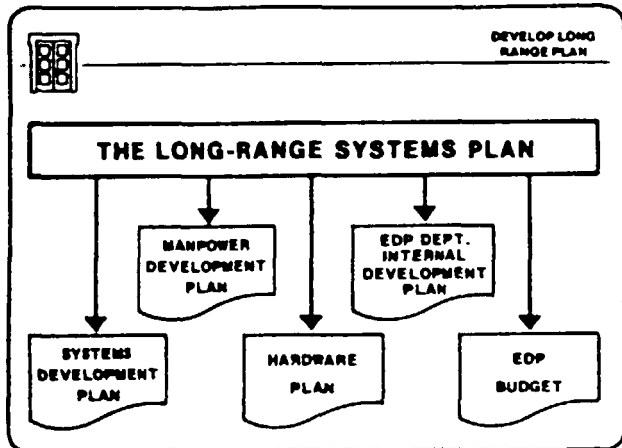 DEVELOP LONG
RANGE PLAN
THE LONG-RANGE SYSTEMS PLAN
MANPOWER
DEVELOPMENT
PLAN
EDP DEPT.
INTERNAL
DEVELOPMENT
PLAN
SYSTEMS
DEVELOPMENT
PLAN
HARDWARE
PLAN
EDP
BUDGET